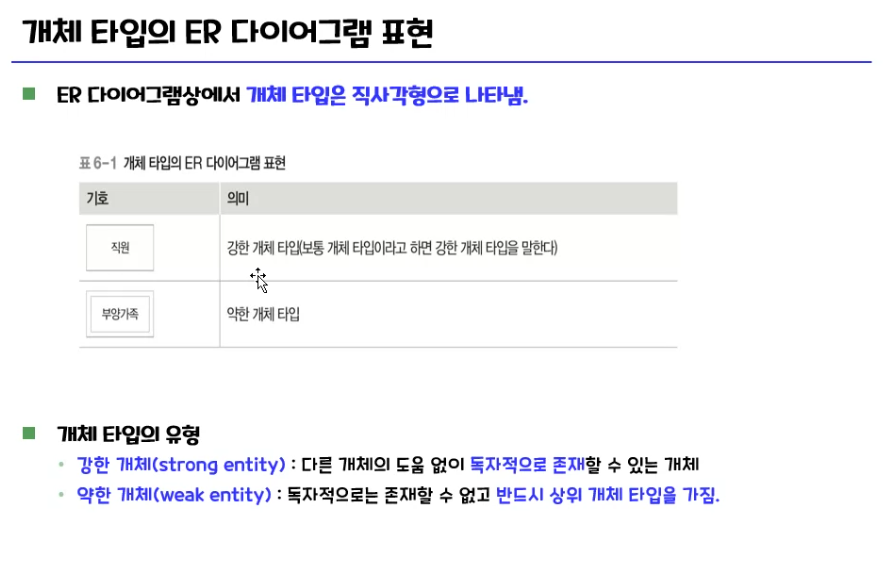 개체 타입의 ER 다이어그램 표현
ER 다이어그램상에서 개체 타입은 직사각형으로 나타냄.
표 6-1 개체 타입의 ER 다이어그램 표현
기호 의미
직원 강한 개체 타입(보통 개체 타입이라고 하면 강한 개체 타입을 말한다)
부양가족 약한 개체 타입
개체 타입의 유형
강한 개체(strong entity) : 다른 개체의 도움 없이 독자적으로 존재할 수 있는 개체
약한 개체(weak entity) : 독자적으로는 존재할 수 없고 반드시 상위 개체 타입을 가짐.